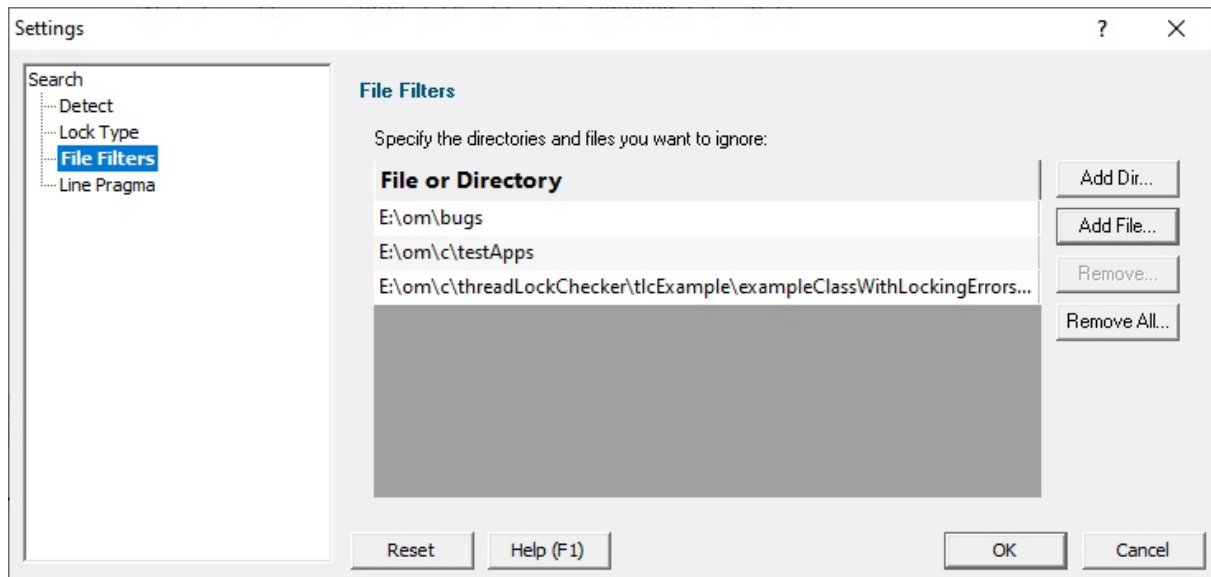 Settings
?
Search
Detect
Lock Type
File Filters
Line Pragma
File Filters
Specify the directories and files you want to ignore:
File or Directory
E:\om\bugs
E:\om\c\testApps
E:\om\c\threadLockChecker\tlcExample\exampleClassWithLockingErrors...
Add Dir...
Add File...
Remove...
Remove All...
Reset
Help (F1)
OK
Cancel